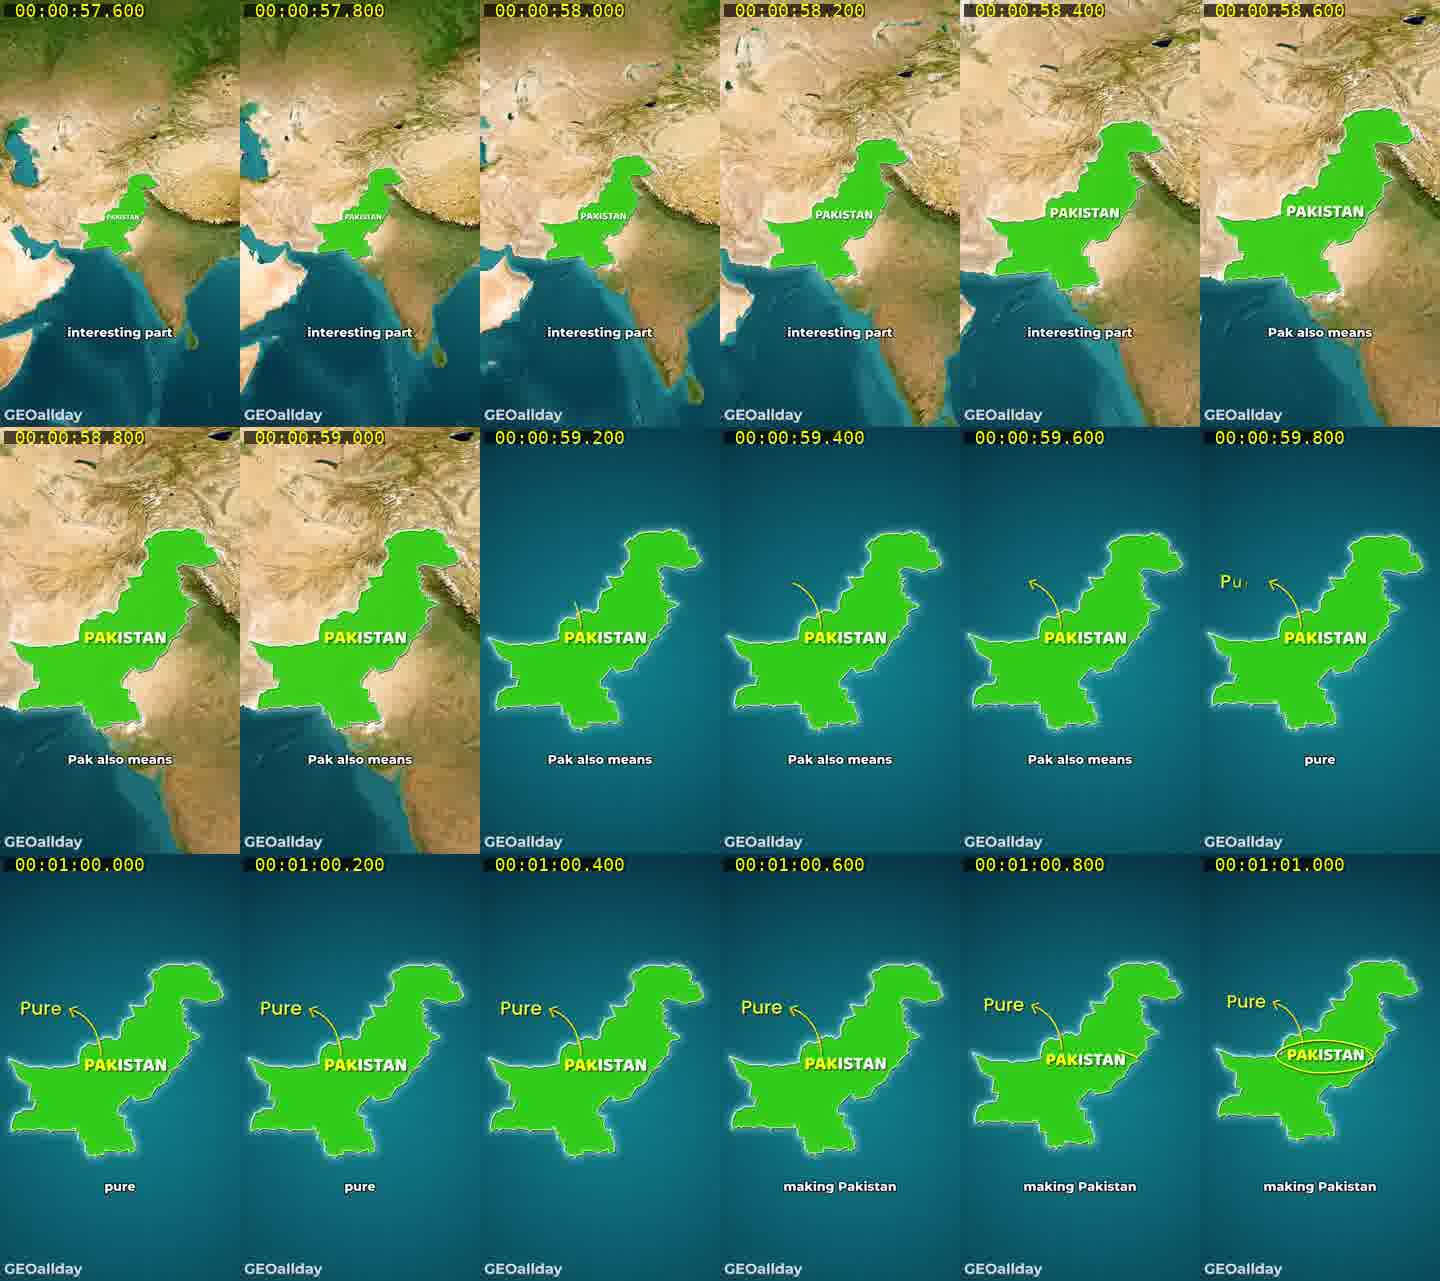 00:00:57.600
PAKISTAN
interesting part
GEOallday
00:00:57.800
PAKISTAN
interesting part
GEOallday
00:00:58.000
PAKISTAN
interesting part
GEOallday
00:00:58.200
PAKISTAN
interesting part
GEOallday
00:00:58.400
PAKISTAN
interesting part
GEOallday
00:00:58.600
PAKISTAN
Pak also means
GEOallday
00:00:58.800
PAKISTAN
Pak also means
GEOallday
00:00:59.000
PAKISTAN
Pak also means
GEOallday
00:00:59.200
PAKISTAN
Pak also means
GEOallday
00:00:59.400
PAKISTAN
Pak also means
GEOallday
00:00:59.600
PAKISTAN
Pak also means
GEOallday
00:00:59.800
Pu
PAKISTAN
pure
GEOallday
00:01:00.000
Pure
PAKISTAN
pure
GEOallday
00:01:00.200
Pure
PAKISTAN
pure
GEOallday
00:01:00.400
Pure
PAKISTAN
GEOallday
00:01:00.600
Pure
PAKISTAN
making Pakistan
GEOallday
00:01:00.800
Pure
PAKISTAN
making Pakistan
GEOallday
00:01:01.000
Pure
PAKISTAN
making Pakistan
GEOallday